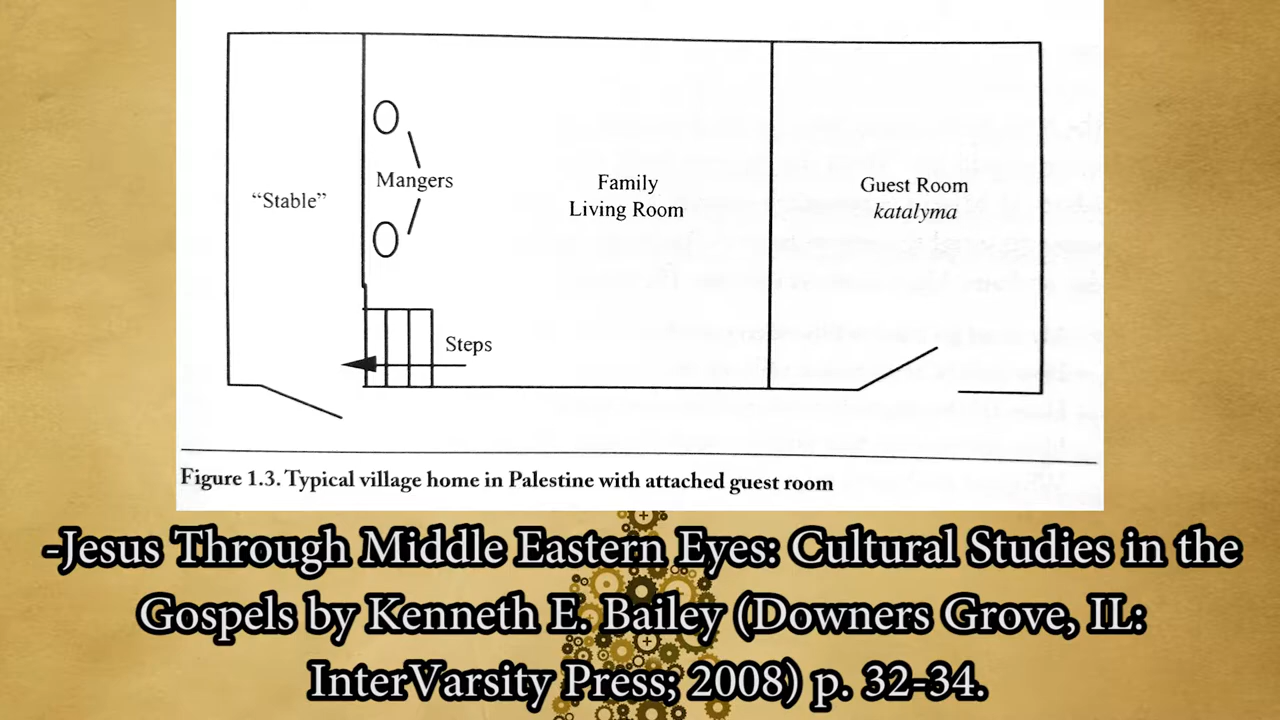 “Stable”
Mangers
Family
Living Room
Guest Room
katalyma
Steps
Figure 1.3. Typical village home in Palestine with attached guest room
-Jesus Through Middle Eastern Eyes: Cultural Studies in the
Gospels by Kenneth E. Bailey (Downers Grove, IL:
InterVarsity Press; 2008) p. 32-34.